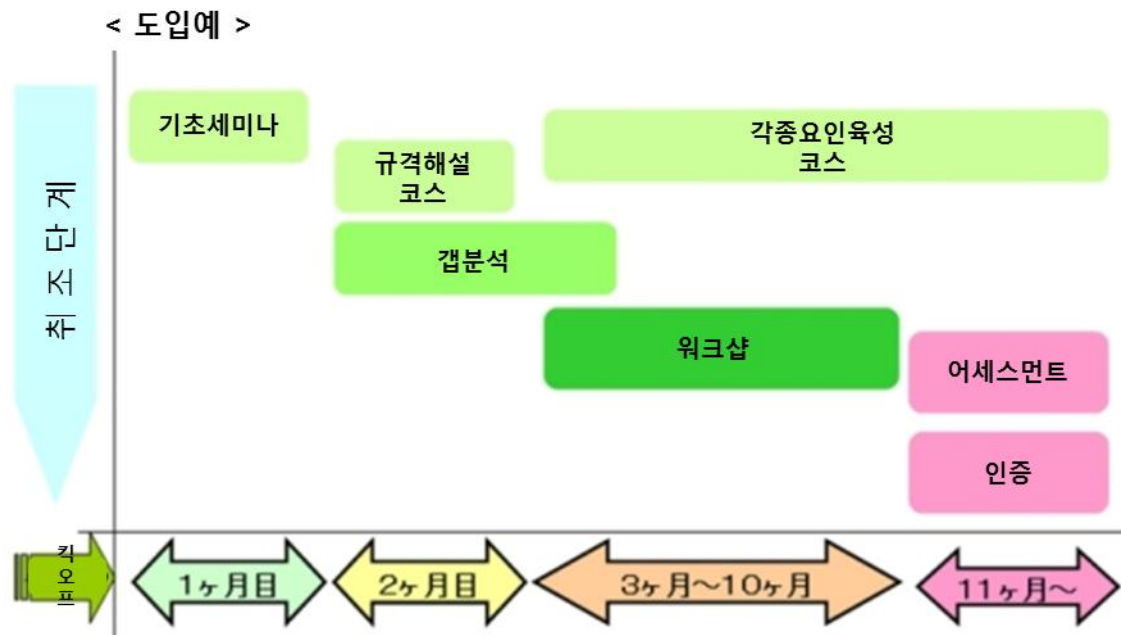 < 도입예 >
기초세미나
규격해설
코스
각종요인육성
코스
갭분석
워크샵
어세스먼트
인증
취조단계
킥
오
프
1ヶ月目
2ヶ月目
3ヶ月～10ヶ月
11ヶ月～